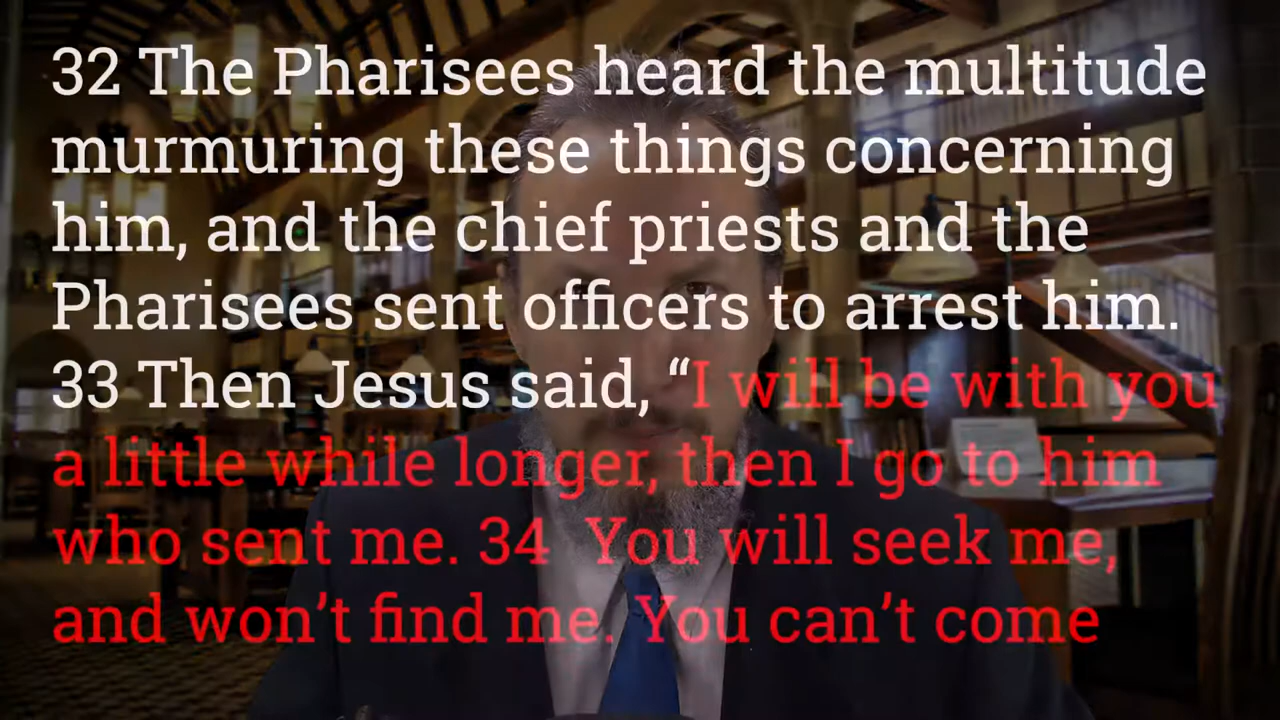 32 The Pharisees heard the multitude
murmuring these things concerning
him, and the chief priests and the
Pharisees sent officers to arrest him.
33 Then Jesus said, “I will be with you
a little while longer, then I go to him
who sent me. 34  You will seek me,
and won’t find me. You can’t come